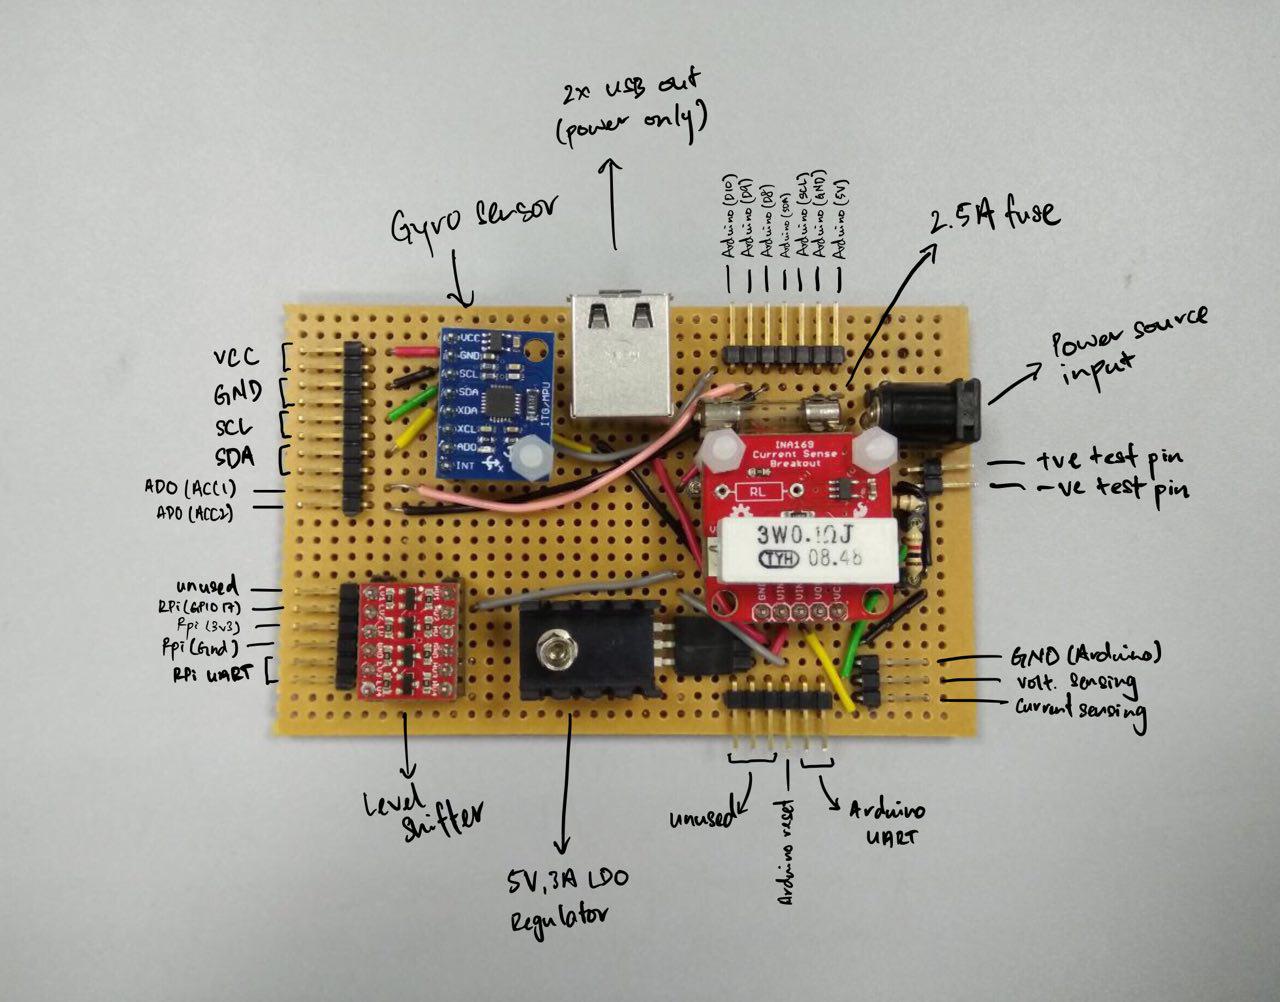 2x USB out
(power only)
Gyro sensor
Arduino (D10)
Arduino (D9)
Arduino (D8)
Arduino (SDA)
Arduino (SCL)
Arduino (GND)
Arduino (5V)
2.5A fuse
Power source
input
VCC
GND
SCL
SDA
ADO (ACC1)
ADO (ACC2)
VCC
GND
SCL
SDA
XDA
XCL
ADO
INT
ITG/MPU
INA169
Current Sense
Breakout
RL
3W0.1ΩJ
TYH 08.48
GND
VIN
VIN
+ve test pin
-ve test pin
unused
RPi (GPIO 17)
Rpi (3v3)
Rpi (Gnd)
RPi UART
GND (Arduino)
volt. sensing
current sensing
Level
shifter
5V, 3A LDO
Regulator
unused
Arduino reset
Arduino
UART